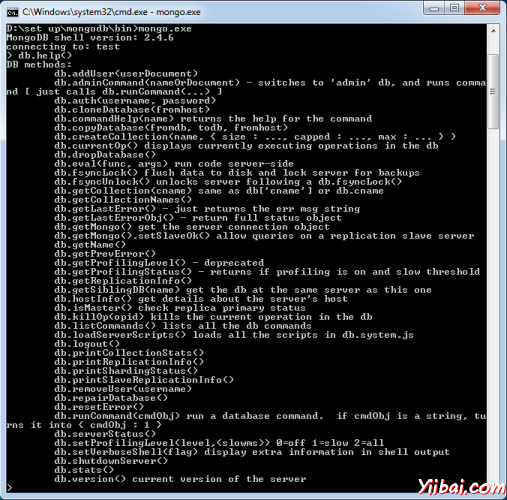 C:\Windows\system32\cmd.exe - mongo.exe
D:\set up\mongodb\bin>mongo.exe
MongoDB shell version: 2.4.6
connecting to: test
> db.help()
DB methods:
db.addUser(userDocument)
db.adminCommand(nameOrDocument) - switches to 'admin' db, and runs comma
nd [ just calls db.runCommand(...) ]
db.auth(username, password)
db.cloneDatabase(fromhost)
db.commandHelp(name) returns the help for the command
db.copyDatabase(fromdb, todb, fromhost)
db.createCollection(name, { size : ..., capped : ..., max : ... } )
db.currentOp() displays currently executing operations in the db
db.dropDatabase()
db.eval(func, args) run code server-side
db.fsyncLock() flush data to disk and lock server for backups
db.fsyncUnlock() unlocks server following a db.fsyncLock()
db.getCollection(cname) same as db['cname'] or db.cname
db.getCollectionNames()
db.getLastError() - just returns the err msg string
db.getLastErrorObj() - return full status object
db.getMongo() get the server connection object
db.getMongo().setSlaveOk() allow queries on a replication slave server
db.getName()
db.getPrevError()
db.getProfilingLevel() - deprecated
db.getProfilingStatus() - returns if profiling is on and slow threshold
db.getReplicationInfo()
db.getSiblingDB(name) get the db at the same server as this one
db.hostInfo() get details about the server's host
db.isMaster() check replica primary status
db.killOp(opid) kills the current operation in the db
db.listCommands() lists all the db commands
db.loadServerScripts() loads all the scripts in db.system.js
db.logout()
db.printCollectionStats()
db.printReplicationInfo()
db.printShardingStatus()
db.printSlaveReplicationInfo()
db.removeUser(username)
db.repairDatabase()
db.resetError()
db.runCommand(cmdObj) run a database command.  if cmdObj is a string, tu
rns it into { cmdObj : 1 }
db.serverStatus()
db.setProfilingLevel(level,<slowms>) 0=off 1=slow 2=all
db.setVerboseShell(flag) display extra information in shell output
db.shutdownServer()
db.stats()
db.version() current version of the server
>
Yiibai.com